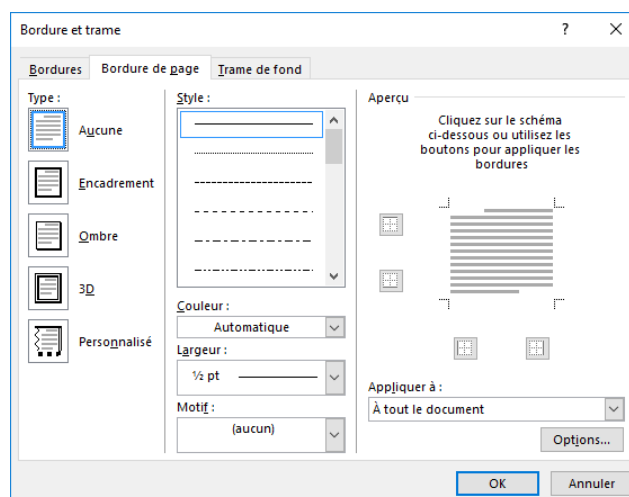 Bordure et trame
? ×
Bordures Bordure de page Trame de fond
Type :
Aucune
Encadrement
Ombre
3D
Personnalisé
Style :
Couleur :
Automatique
Largeur :
½ pt
Motif :
(aucun)
Aperçu
Cliquez sur le schéma
ci-dessous ou utilisez les
boutons pour appliquer les
bordures
Appliquer à :
À tout le document
Options...
OK Annuler